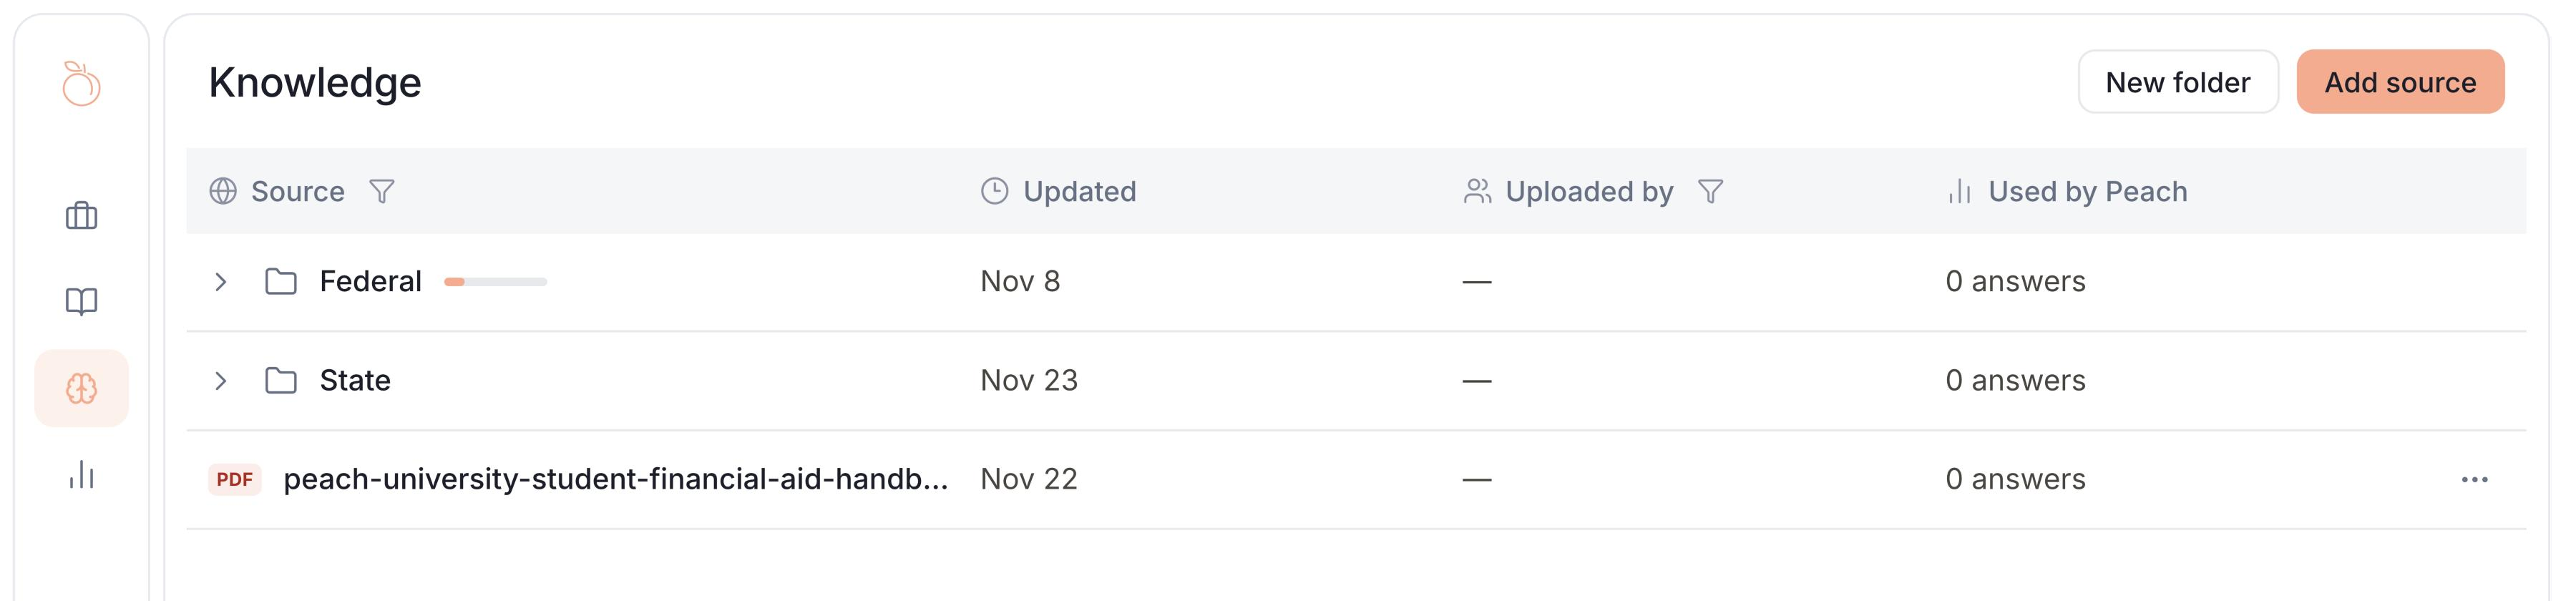 Knowledge
New folder
Add source
Source
Updated
Uploaded by
Used by Peach
Federal
Nov 8
—
0 answers
State
Nov 23
—
0 answers
PDF
peach-university-student-financial-aid-handb...
Nov 22
—
0 answers